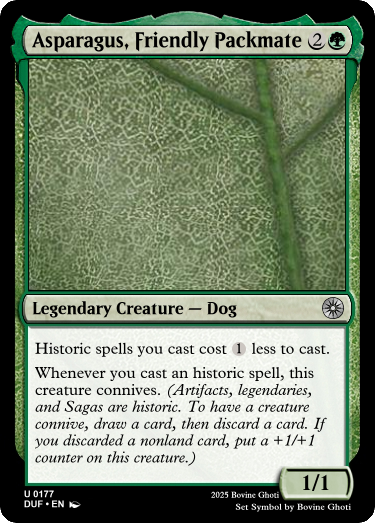 Asparagus, Friendly Packmate 2
Legendary Creature — Dog
Historic spells you cast cost 1 less to cast.
Whenever you cast an historic spell, this
creature connives. (Artifacts, legendaries,
and Sagas are historic. To have a creature
connive, draw a card, then discard a card. If
you discarded a nonland card, put a +1/+1
counter on this creature.)
1/1
U 0177
DUF • EN
2025 Bovine Ghoti
Set Symbol by Bovine Ghoti